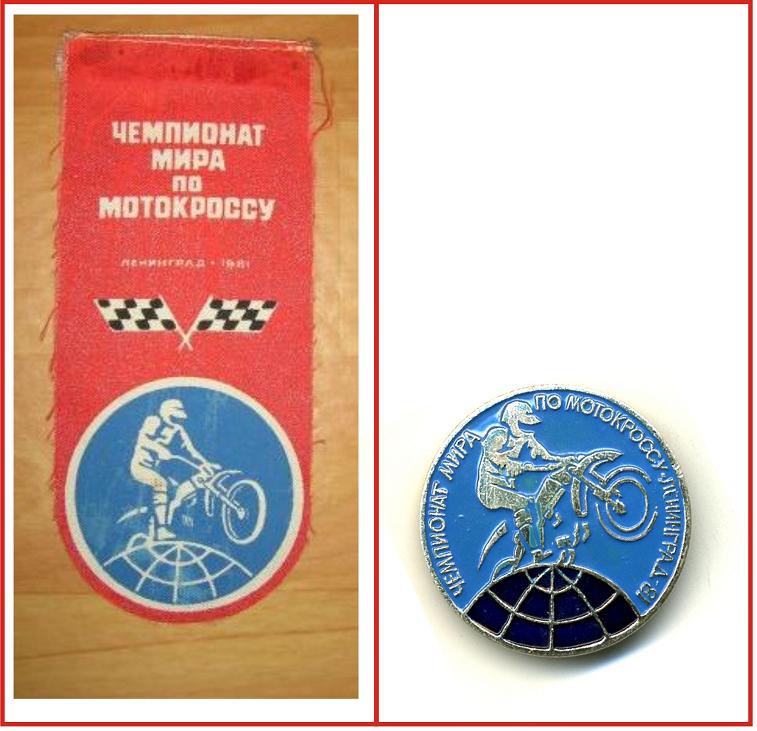 ЧЕМПИОНАТ
МИРА
ПО
МОТОКРОССУ
ЛЕНИНГРАД • 1981
ЧЕМПИОНАТ МИРА ПО МОТОКРОССУ•ЛЕНИНГРАД-81